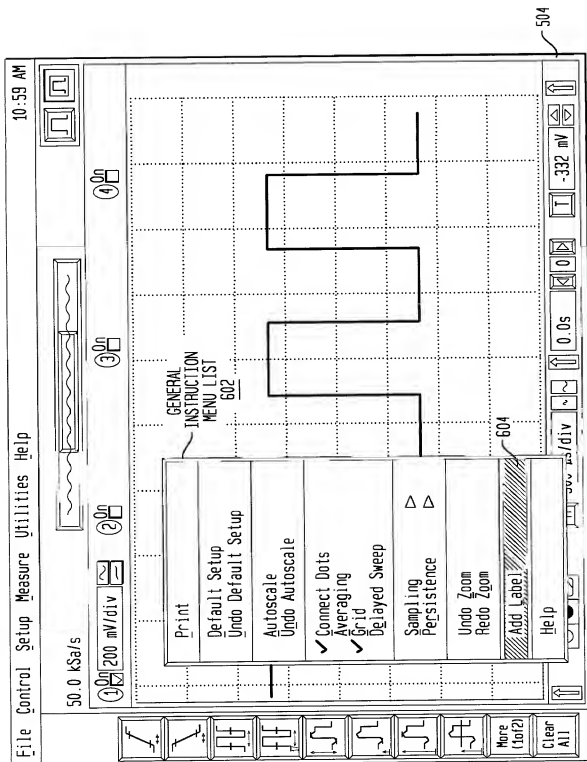 File Control Setup Measure Utilities Help 10:59 AM
50.0 kSa/s
1 On 200 mV/div 2 On 3 On 4 On
GENERAL
INSTRUCTION
MENU LIST
602
Print
Default Setup
Undo Default Setup
Autoscale
Undo Autoscale
Connect Dots
Averaging
Grid
Delayed Sweep
Sampling
Persistence
Undo Zoom
Redo Zoom
Add Label
Help
604
More
(1of2)
Clear
All
µs/div 0.0s 0 T -332 mV
504